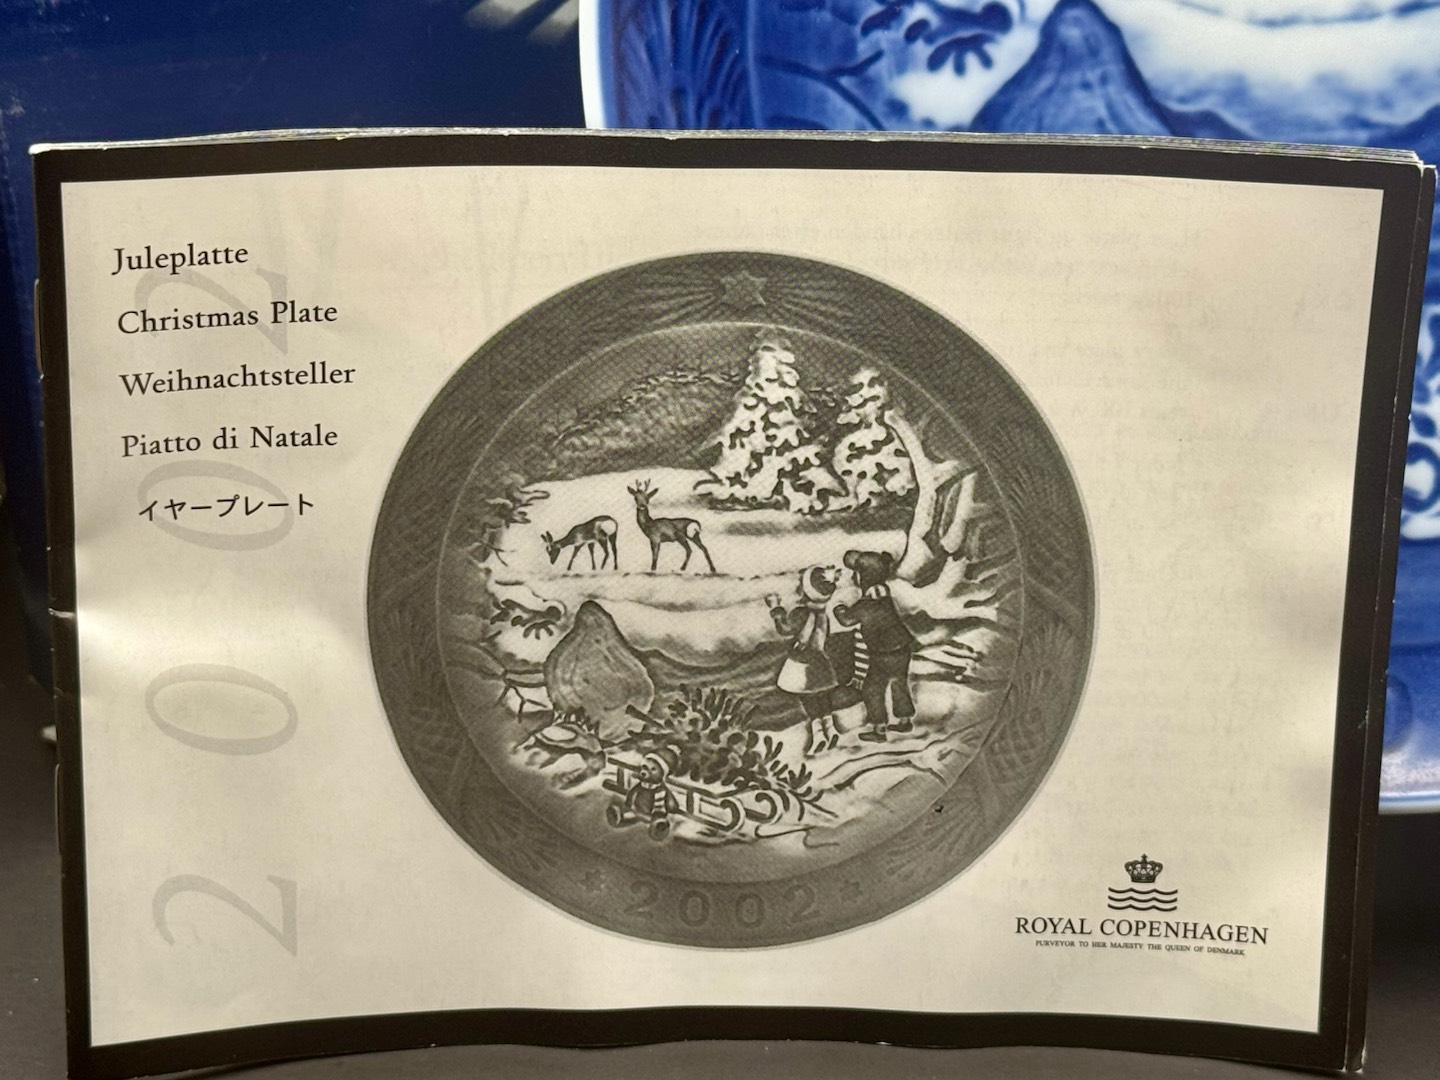 Juleplatte
Christmas Plate
Weihnachtsteller
Piatto di Natale
イヤープレート
2002
2002
ROYAL COPENHAGEN
PURVEYOR TO HER MAJESTY THE QUEEN OF DENMARK